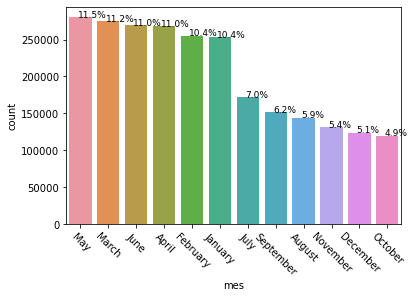 11.5%
11.2%
11.0%
11.0%
10.4%
10.4%
7.0%
6.2%
5.9%
5.4%
5.1%
4.9%
250000
200000
150000
100000
50000
0
count
May
March
June
April
February
January
July
September
August
November
December
October
mes